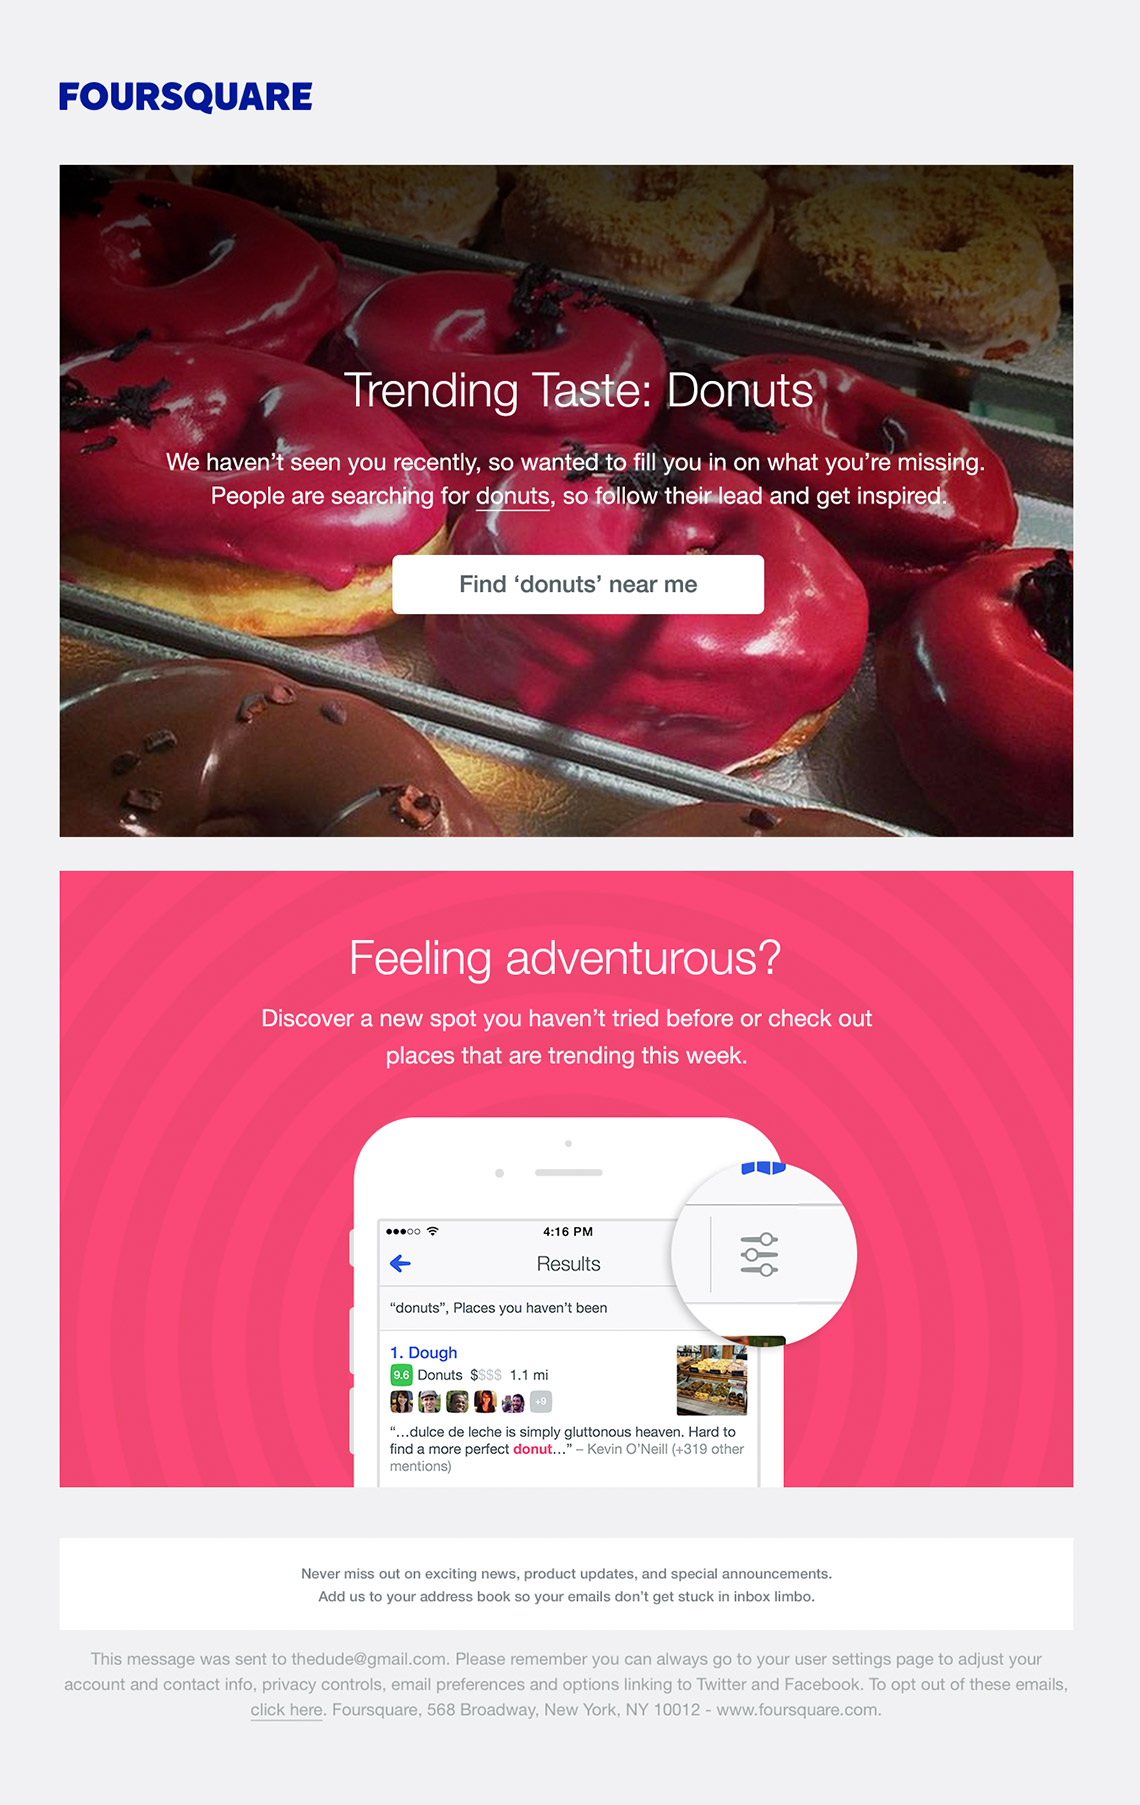 FOURSQUARE
Trending Taste: Donuts
We haven’t seen you recently, so wanted to fill you in on what you’re missing.
People are searching for donuts, so follow their lead and get inspired.
Find ‘donuts’ near me
Feeling adventurous?
Discover a new spot you haven’t tried before or check out
places that are trending this week.
4:16 PM
Results
“donuts”, Places you haven’t been
1. Dough
9.6 Donuts $$$$ 1.1 mi
+9
“…dulce de leche is simply gluttonous heaven. Hard to
find a more perfect donut…” – Kevin O’Neill (+319 other
mentions)
Never miss out on exciting news, product updates, and special announcements.
Add us to your address book so your emails don’t get stuck in inbox limbo.
This message was sent to thedude@gmail.com. Please remember you can always go to your user settings page to adjust your
account and contact info, privacy controls, email preferences and options linking to Twitter and Facebook. To opt out of these emails,
click here. Foursquare, 568 Broadway, New York, NY 10012 - www.foursquare.com.